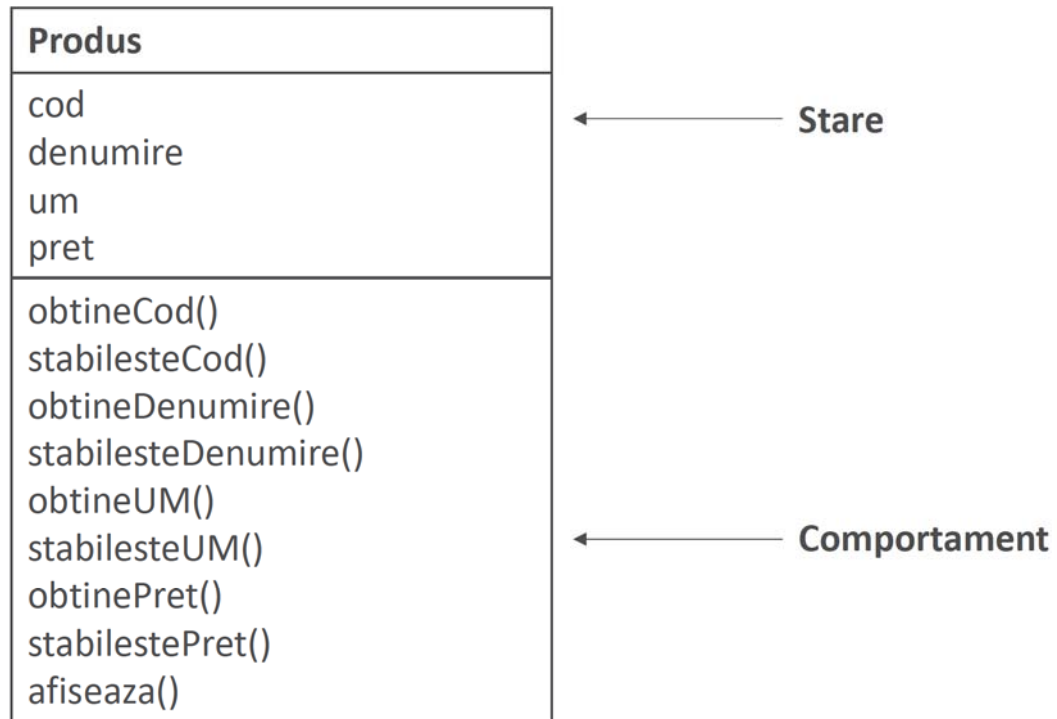 Produs
cod
denumire
um
pret
Stare
obtineCod()
stabilesteCod()
obtineDenumire()
stabilesteDenumire()
obtineUM()
stabilesteUM()
obtinePret()
stabilestePret()
afiseaza()
Comportament